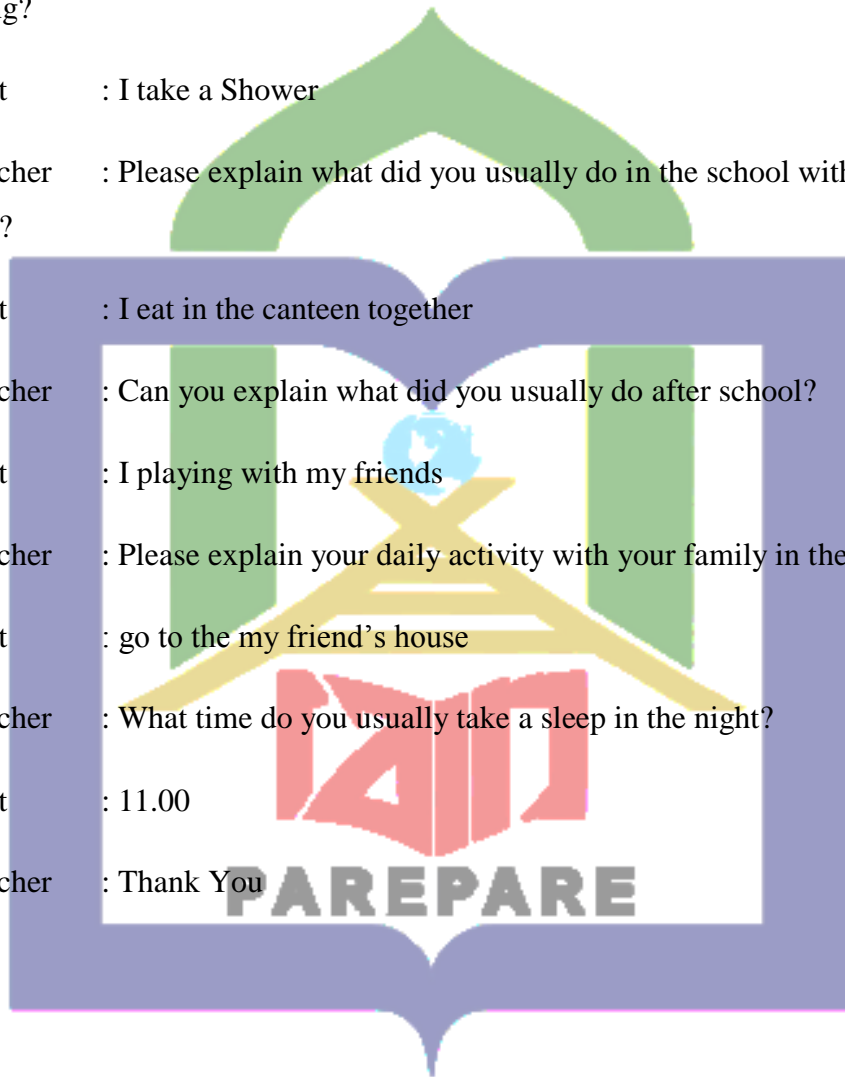 g?
t : I take a Shower
cher : Please explain what did you usually do in the school with
?
t : I eat in the canteen together
cher : Can you explain what did you usually do after school?
t : I playing with my friends
cher : Please explain your daily activity with your family in the
t : go to the my friend’s house
cher : What time do you usually take a sleep in the night?
t : 11.00
cher : Thank You
PAREPARE